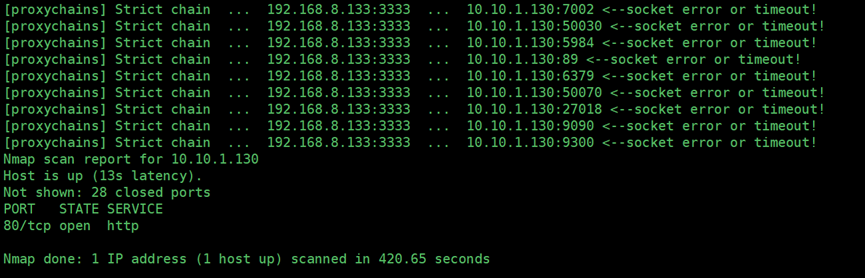 [proxychains] Strict chain  ...  192.168.8.133:3333  ...  10.10.1.130:7002 <--socket error or timeout!
[proxychains] Strict chain  ...  192.168.8.133:3333  ...  10.10.1.130:50030 <--socket error or timeout!
[proxychains] Strict chain  ...  192.168.8.133:3333  ...  10.10.1.130:5984 <--socket error or timeout!
[proxychains] Strict chain  ...  192.168.8.133:3333  ...  10.10.1.130:89 <--socket error or timeout!
[proxychains] Strict chain  ...  192.168.8.133:3333  ...  10.10.1.130:6379 <--socket error or timeout!
[proxychains] Strict chain  ...  192.168.8.133:3333  ...  10.10.1.130:50070 <--socket error or timeout!
[proxychains] Strict chain  ...  192.168.8.133:3333  ...  10.10.1.130:27018 <--socket error or timeout!
[proxychains] Strict chain  ...  192.168.8.133:3333  ...  10.10.1.130:9090 <--socket error or timeout!
[proxychains] Strict chain  ...  192.168.8.133:3333  ...  10.10.1.130:9300 <--socket error or timeout!
Nmap scan report for 10.10.1.130
Host is up (13s latency).
Not shown: 28 closed ports
PORT   STATE SERVICE
80/tcp open  http
Nmap done: 1 IP address (1 host up) scanned in 420.65 seconds